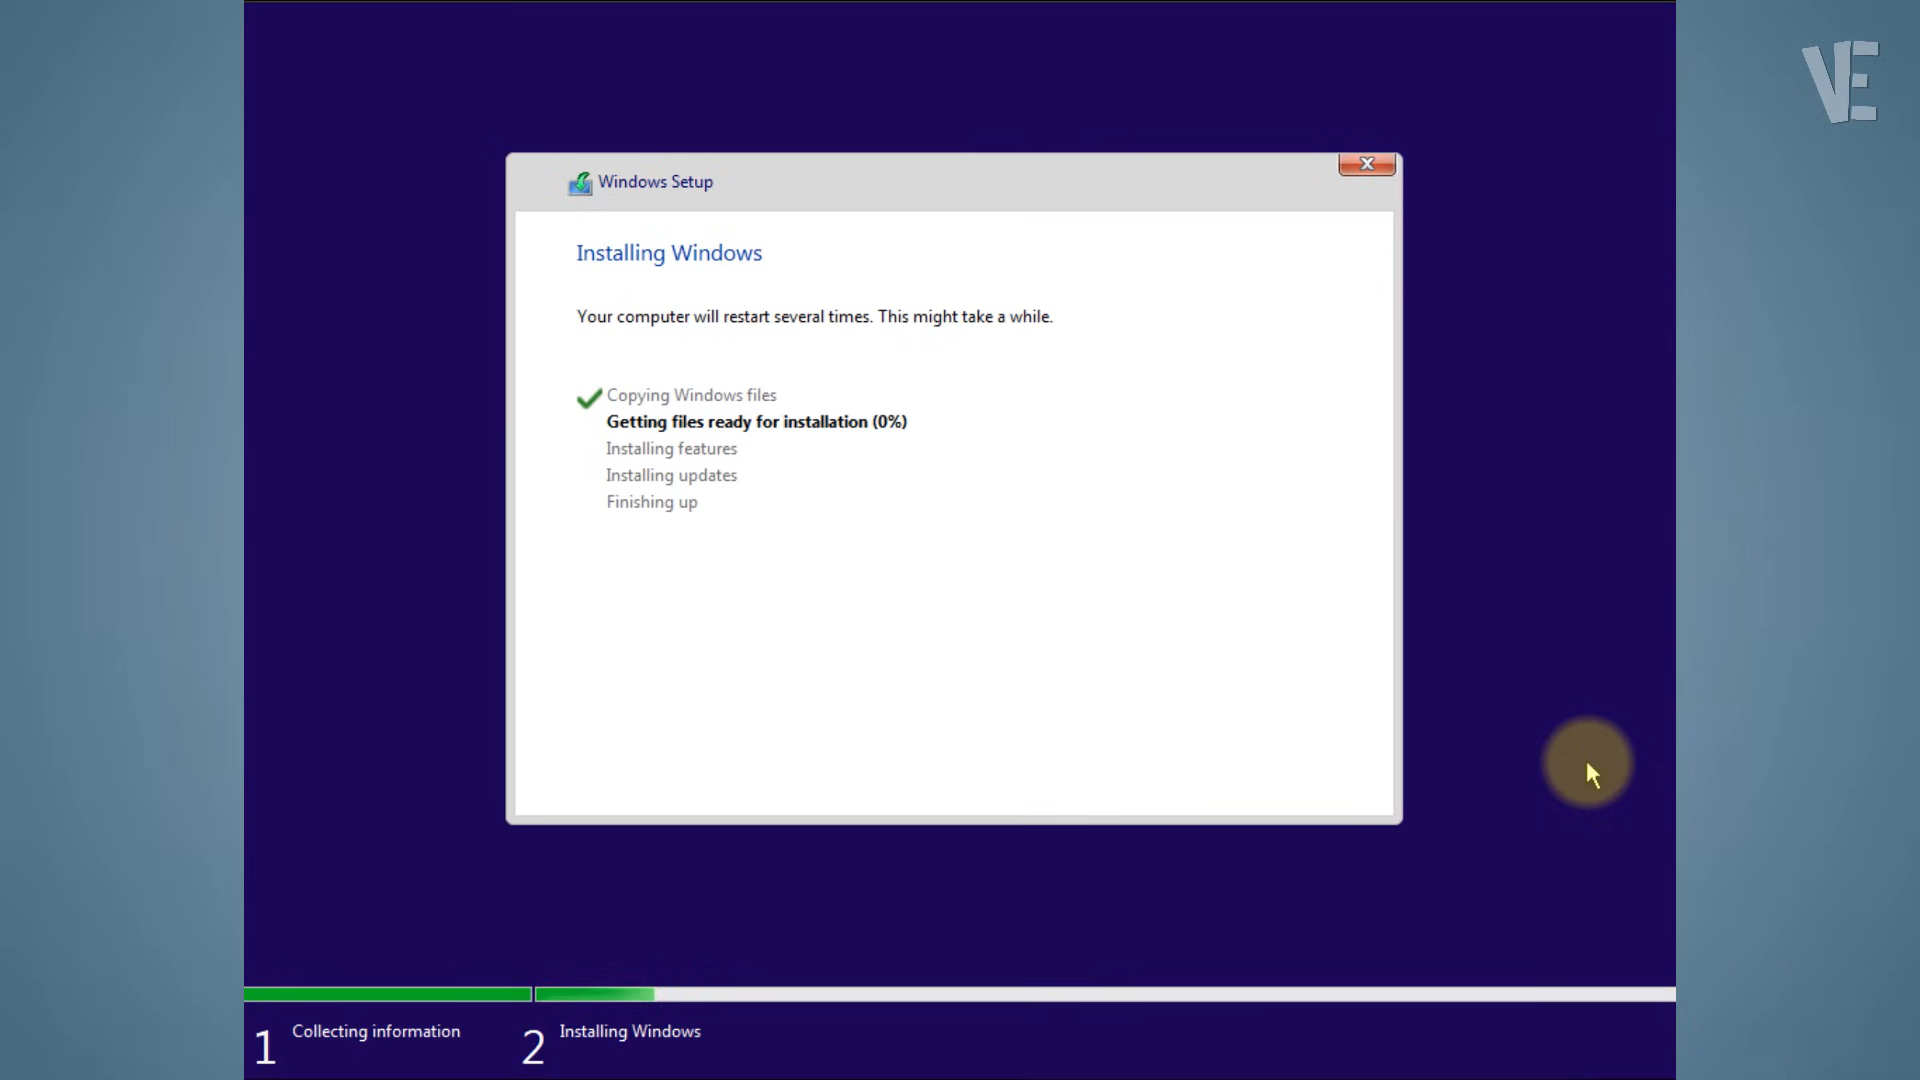 VE
Windows Setup
Installing Windows
Your computer will restart several times. This might take a while.
Copying Windows files
Getting files ready for installation (0%)
Installing features
Installing updates
Finishing up
1 Collecting information
2 Installing Windows